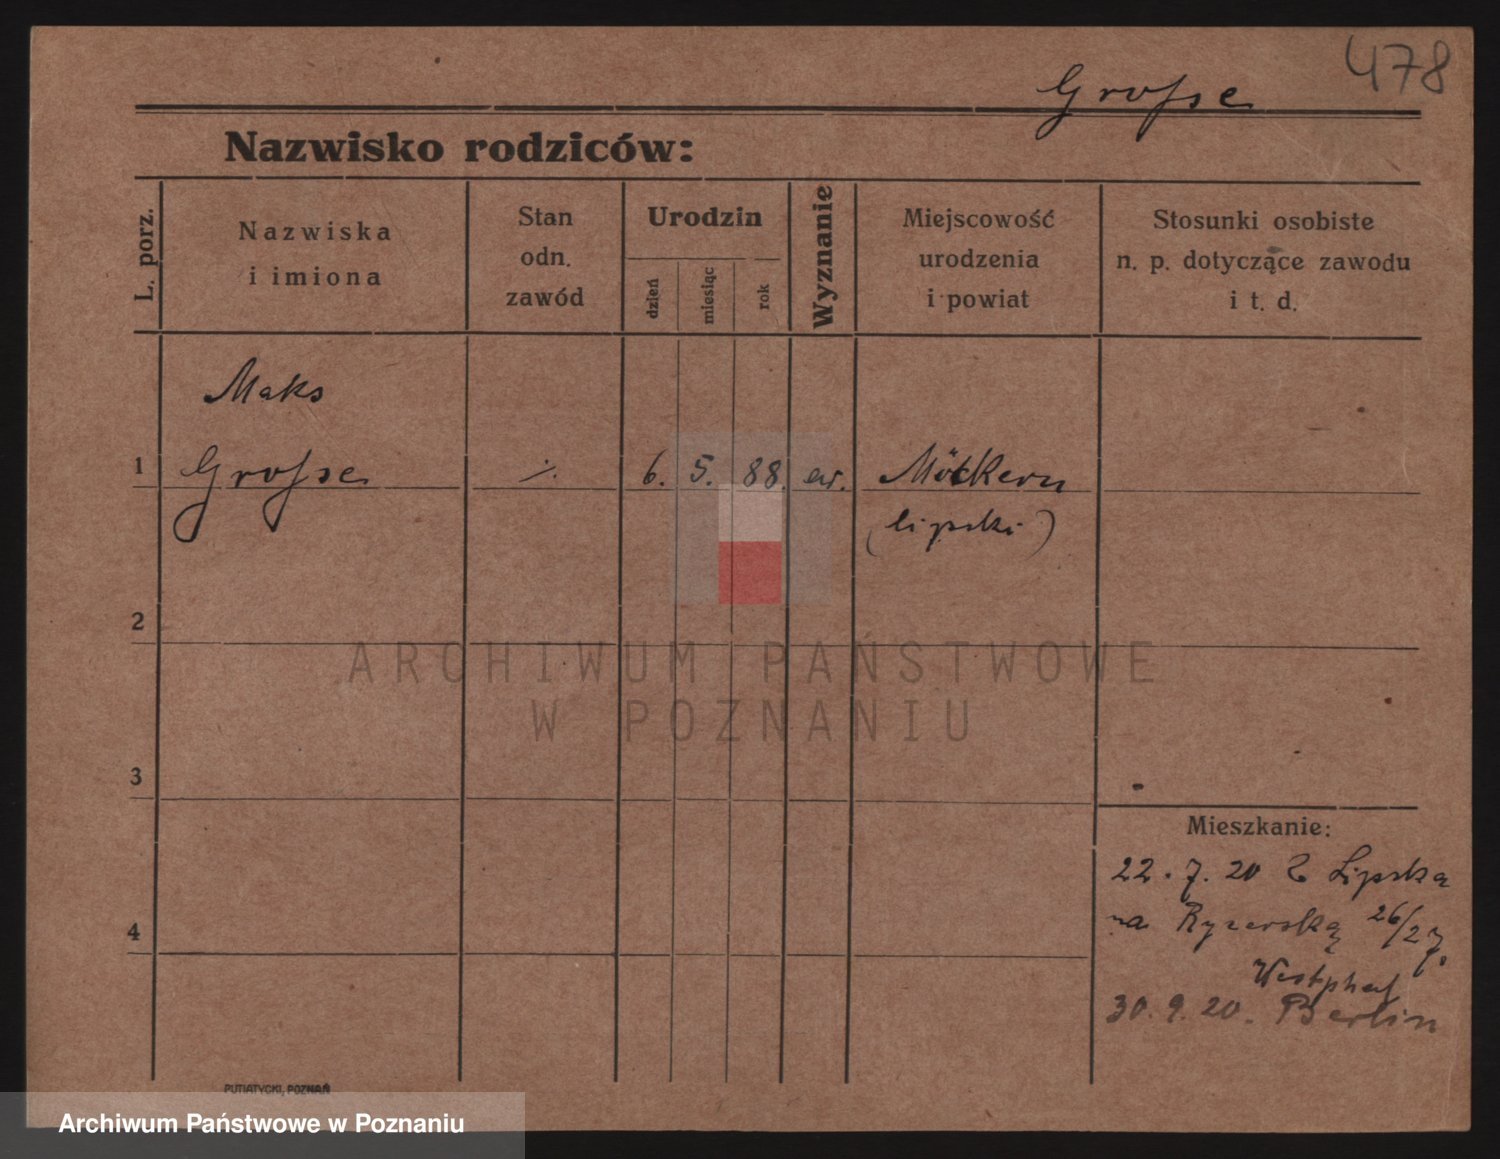 478
Grosse
Nazwisko rodziców:
L. porz.
Nazwiska
i imiona
Stan
odn.
zawód
Urodzin
dzień
miesiąc
rok
Wyznanie
Miejscowość
urodzenia
i powiat
Stosunki osobiste
n. p. dotyczące zawodu
i t. d.
Maks
1 Grosse ·/. 6. 5. 88. ew. Möckern
(lipski)
2
ARCHIWUM PAŃSTWOWE
W POZNANIU
3
Mieszkanie:
22.7.20 Z Lipska
na Rycerską 26/27.
4
Westphal
30.9.20. Berlin
PUTIATYCKI, POZNAŃ
Archiwum Państwowe w Poznaniu